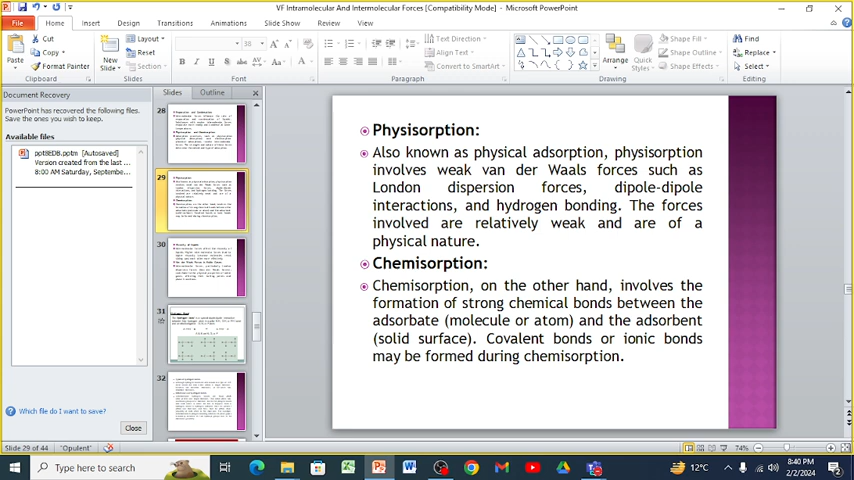 VF Intramolecular And Intermolecular Forces [Compatibility Mode] - Microsoft PowerPoint
File Home Insert Design Transitions Animations Slide Show Review View
Paste
Cut
Copy
Format Painter
Clipboard
New Slide
Layout
Reset
Section
Slides
38
B I U S abc AV Aa A
Font
Paragraph
Text Direction
Align Text
Convert to SmartArt
Arrange
Quick Styles
Shape Fill
Shape Outline
Shape Effects
Drawing
Find
Replace
Select
Editing
Document Recovery
PowerPoint has recovered the following files. Save the ones you wish to keep.
Available files
ppt8EDB.pptm [Autosaved]
Version created from the last ...
8:00 AM Saturday, Septembe...
Which file do I want to save?
Close
Slides Outline
28
29
30
31
32
Physisorption:
Also known as physical adsorption, physisorption
involves weak van der Waals forces such as
London dispersion forces, dipole-dipole
interactions, and hydrogen bonding. The forces
involved are relatively weak and are of a
physical nature.
Chemisorption:
Chemisorption, on the other hand, involves the
formation of strong chemical bonds between the
adsorbate (molecule or atom) and the adsorbent
(solid surface). Covalent bonds or ionic bonds
may be formed during chemisorption.
Slide 29 of 44 "Opulent" 74%
Type here to search
12°C
8:40 PM
2/2/2024